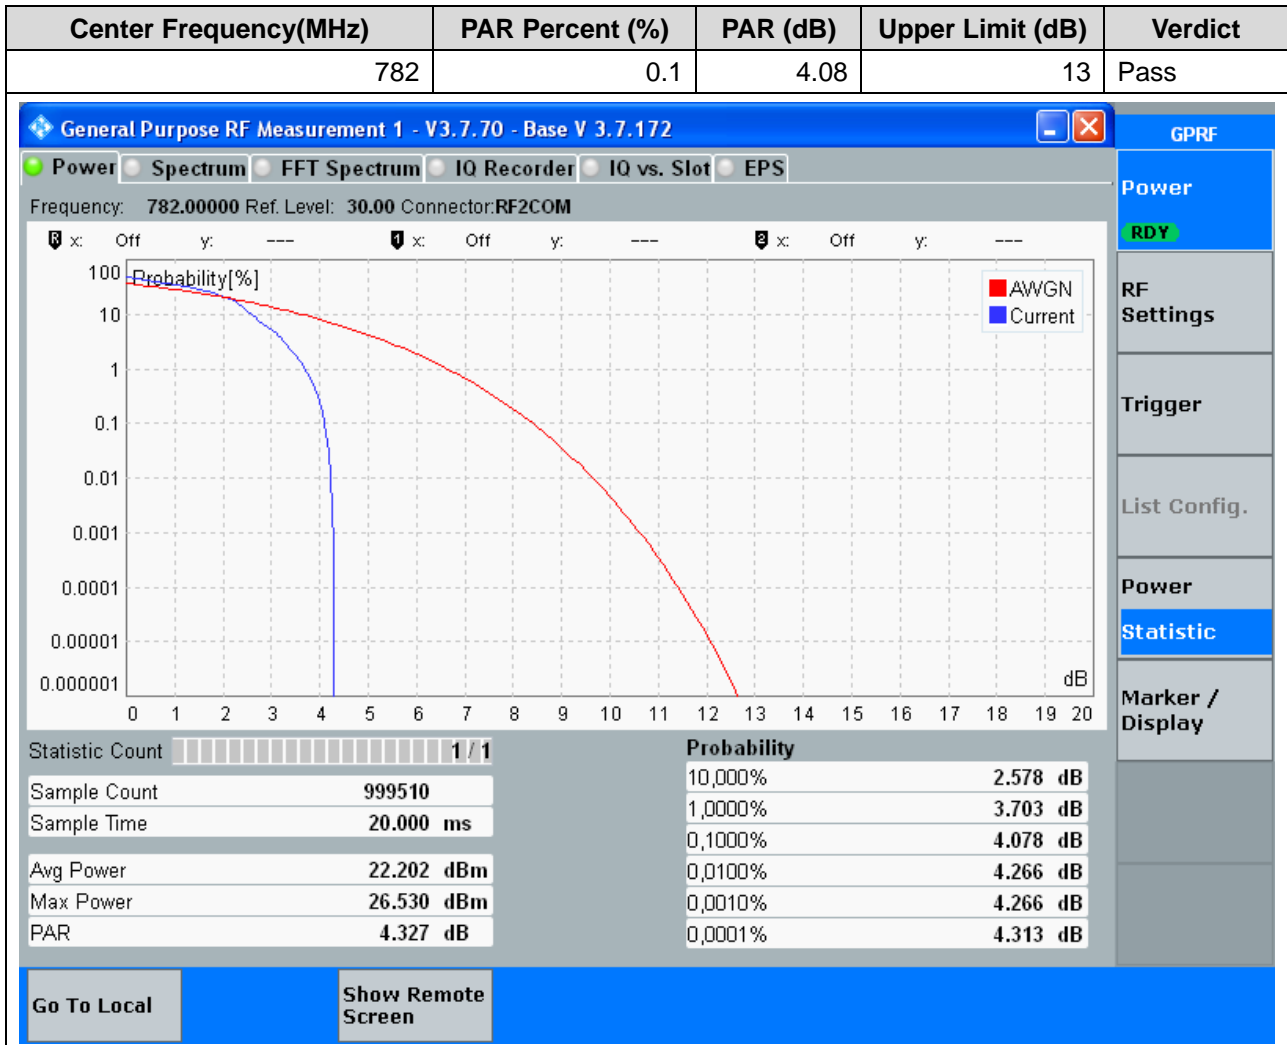 Center Frequency(MHz) PAR Percent (%) PAR (dB) Upper Limit (dB) Verdict
782 0.1 4.08 13 Pass
General Purpose RF Measurement 1 - V3.7.70 - Base V 3.7.172
GPRF
Power Spectrum FFT Spectrum IQ Recorder IQ vs. Slot EPS
Power
RDY
Frequency: 782.00000 Ref. Level: 30.00 Connector:RF2COM
R x: Off y: --- 1 x: Off y: --- 2 x: Off y: ---
Probability[%]
AWGN
Current
100
10
1
0.1
0.01
0.001
0.0001
0.00001
0.000001
dB
0 1 2 3 4 5 6 7 8 9 10 11 12 13 14 15 16 17 18 19 20
RF
Settings
Trigger
List Config.
Power
Statistic
Marker /
Display
Statistic Count 1 / 1
Sample Count 999510
Sample Time 20.000 ms
Avg Power 22.202 dBm
Max Power 26.530 dBm
PAR 4.327 dB
Probability
10,000% 2.578 dB
1,0000% 3.703 dB
0,1000% 4.078 dB
0,0100% 4.266 dB
0,0010% 4.266 dB
0,0001% 4.313 dB
Go To Local
Show Remote
Screen